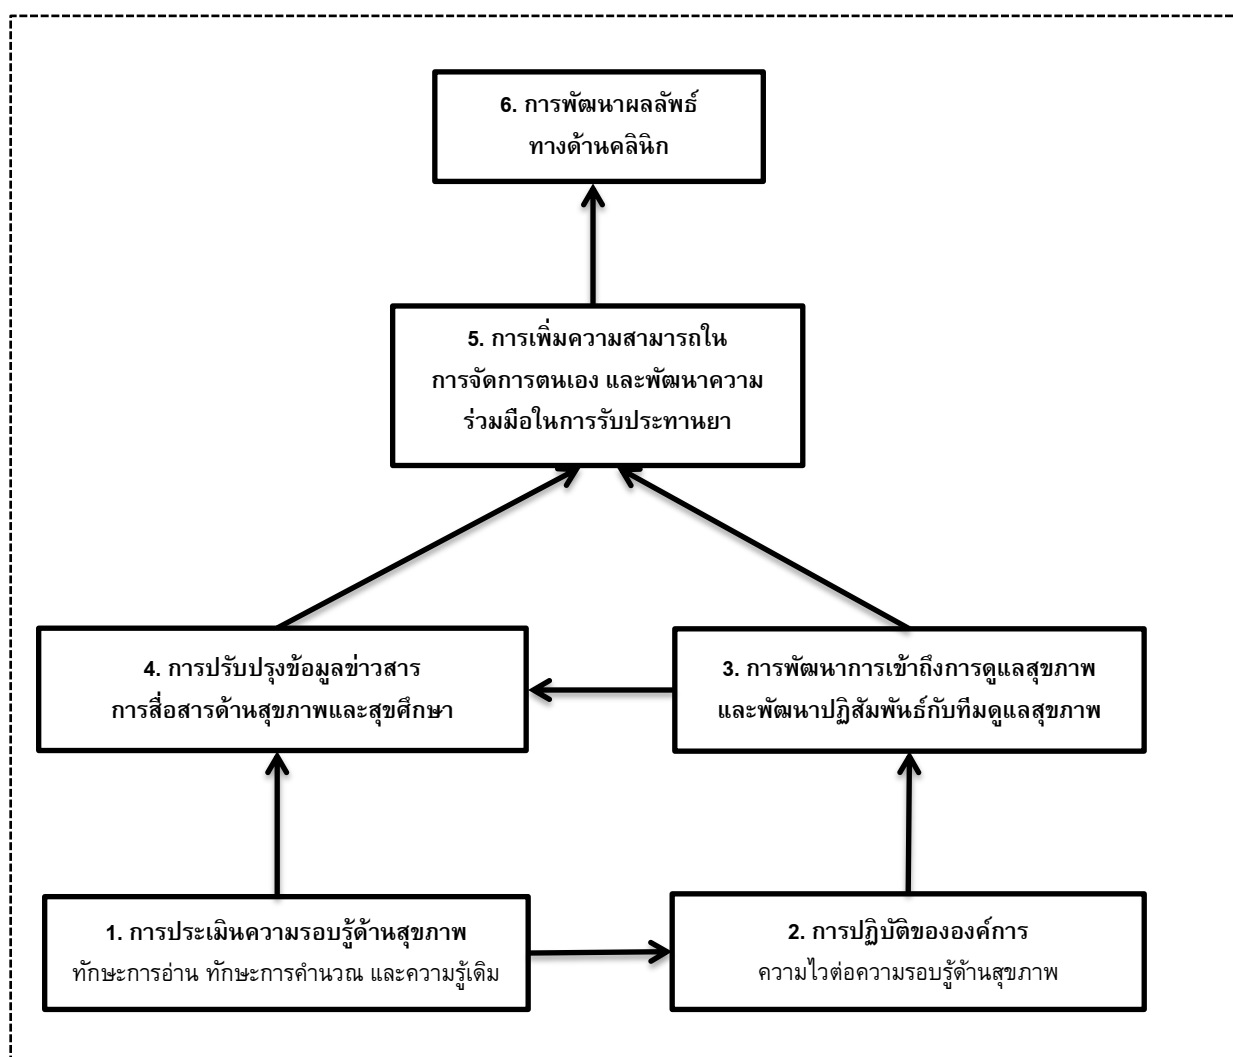 6. การพัฒนาผลลัพธ์
ทางด้านคลินิก
5. การเพิ่มความสามารถใน
การจัดการตนเอง และพัฒนาความ
ร่วมมือในการรับประทานยา
4. การปรับปรุงข้อมูลข่าวสาร
การสื่อสารด้านสุขภาพและสุขศึกษา
3. การพัฒนาการเข้าถึงการดูแลสุขภาพ
และพัฒนาปฏิสัมพันธ์กับทีมดูแลสุขภาพ
1. การประเมินความรอบรู้ด้านสุขภาพ
ทักษะการอ่าน ทักษะการคำนวณ และความรู้เดิม
2. การปฏิบัติขององค์การ
ความไวต่อความรอบรู้ด้านสุขภาพ